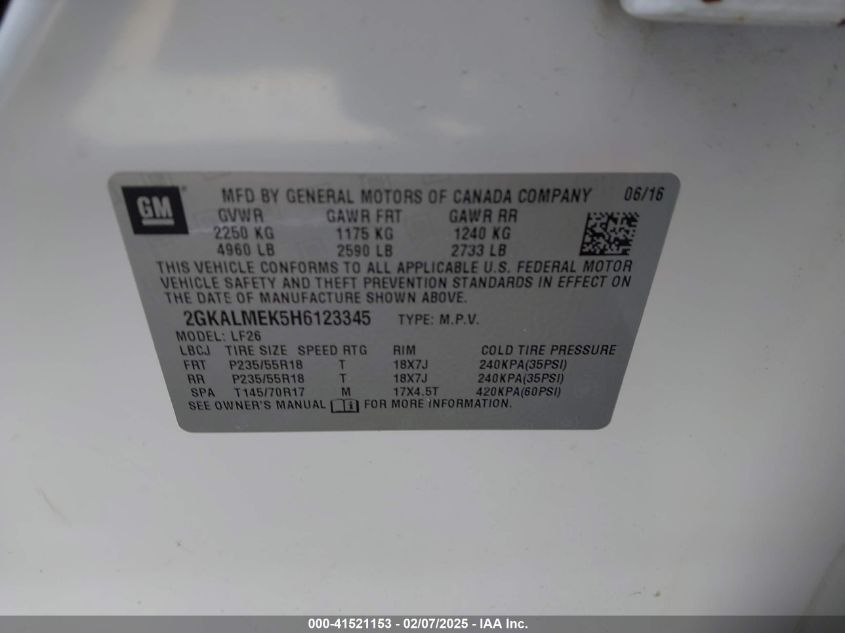 GM
MFD BY GENERAL MOTORS OF CANADA COMPANY 06/16
GVWR GAWR FRT GAWR RR
2250 KG 1175 KG 1240 KG
4960 LB 2590 LB 2733 LB
THIS VEHICLE CONFORMS TO ALL APPLICABLE U.S. FEDERAL MOTOR
VEHICLE SAFETY AND THEFT PREVENTION STANDARDS IN EFFECT ON
THE DATE OF MANUFACTURE SHOWN ABOVE.
2GKALMEK5H6123345 TYPE: M.P.V.
MODEL: LF26
LBCJ TIRE SIZE SPEED RTG RIM COLD TIRE PRESSURE
FRT P235/55R18 T 18X7J 240KPA(35PSI)
RR P235/55R18 T 18X7J 240KPA(35PSI)
SPA T145/70R17 M 17X4.5T 420KPA(60PSI)
SEE OWNER'S MANUAL FOR MORE INFORMATION.
000-41521153 - 02/07/2025 - IAA Inc.